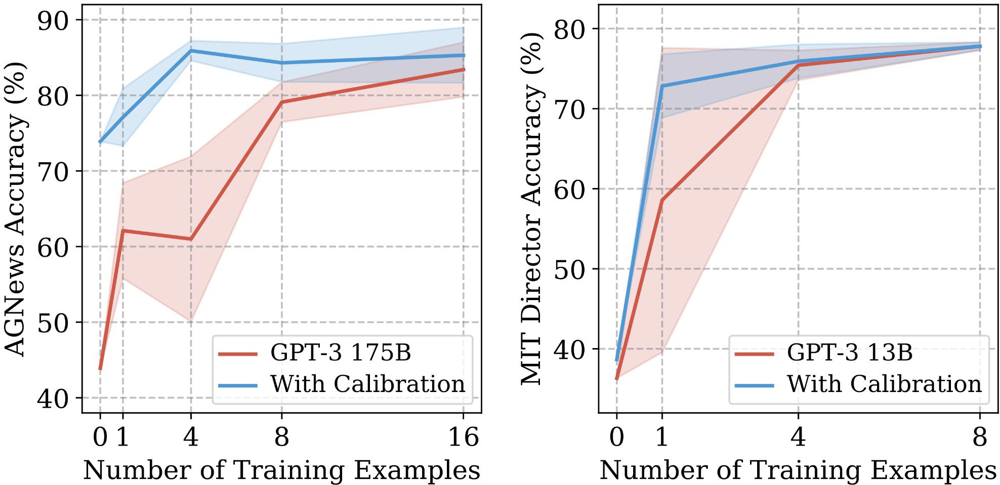 AGNews Accuracy (%)
90
80
70
60
50
40
GPT-3 175B
With Calibration
0 1 4 8 16
Number of Training Examples
MIT Director Accuracy (%)
80
70
60
50
40
GPT-3 13B
With Calibration
0 1 4 8
Number of Training Examples